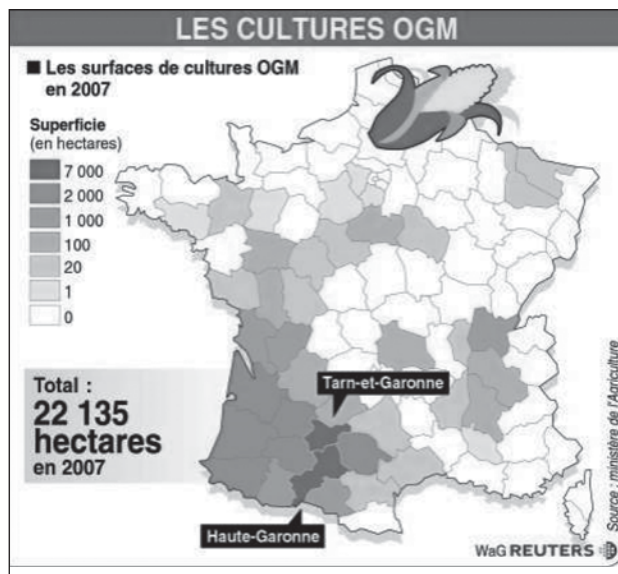 LES CULTURES OGM
Les surfaces de cultures OGM
en 2007
Superficie
(en hectares)
7 000
2 000
1 000
100
20
1
0
Total :
22 135
hectares
en 2007
Tarn-et-Garonne
Haute-Garonne
Source : ministère de l'Agriculture
WaG REUTERS